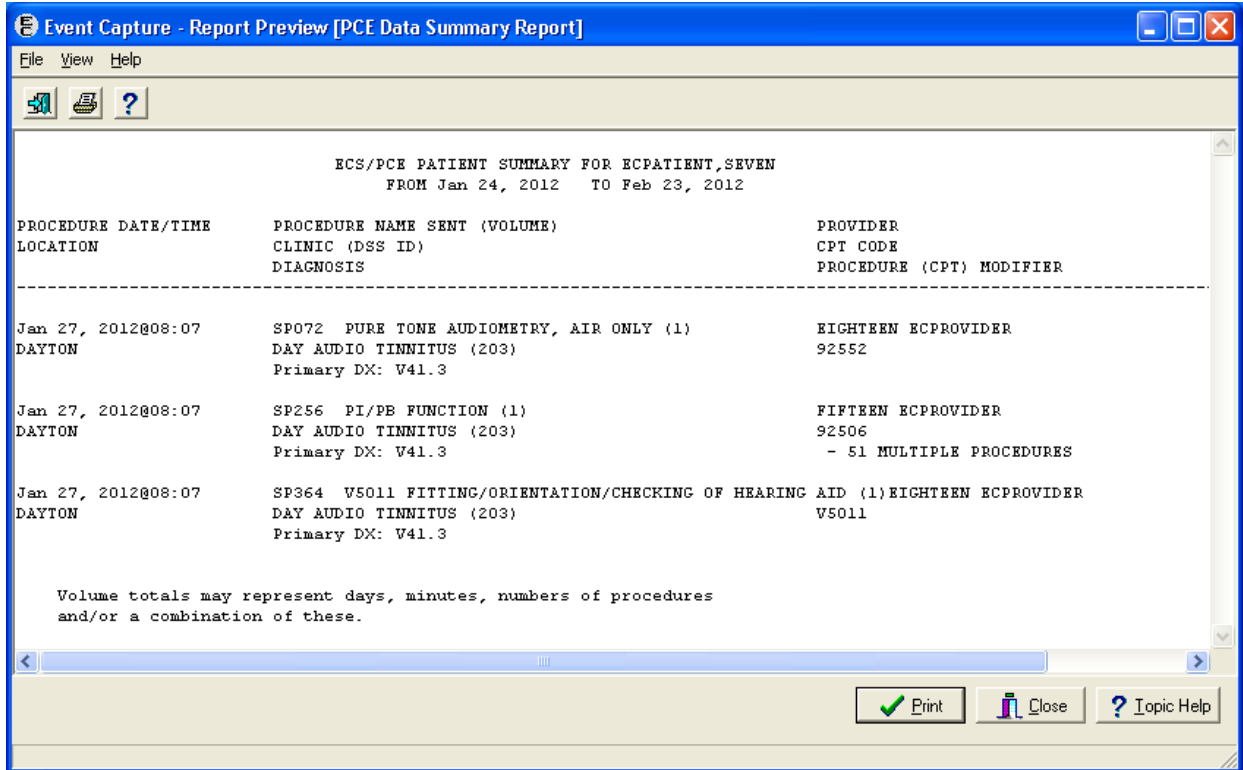 Event Capture - Report Preview [PCE Data Summary Report]
File View Help
ECS/PCE PATIENT SUMMARY FOR ECPATIENT,SEVEN
FROM Jan 24, 2012 TO Feb 23, 2012
PROCEDURE DATE/TIME PROCEDURE NAME SENT (VOLUME) PROVIDER
LOCATION CLINIC (DSS ID) CPT CODE
DIAGNOSIS PROCEDURE (CPT) MODIFIER
Jan 27, 2012@08:07 SP072 PURE TONE AUDIOMETRY, AIR ONLY (1) EIGHTEEN ECPROVIDER
DAYTON DAY AUDIO TINNITUS (203) 92552
Primary DX: V41.3
Jan 27, 2012@08:07 SP256 PI/PB FUNCTION (1) FIFTEEN ECPROVIDER
DAYTON DAY AUDIO TINNITUS (203) 92506
Primary DX: V41.3 - 51 MULTIPLE PROCEDURES
Jan 27, 2012@08:07 SP364 V5011 FITTING/ORIENTATION/CHECKING OF HEARING AID (1)EIGHTEEN ECPROVIDER
DAYTON DAY AUDIO TINNITUS (203) V5011
Primary DX: V41.3
Volume totals may represent days, minutes, numbers of procedures
and/or a combination of these.
Print Close Topic Help